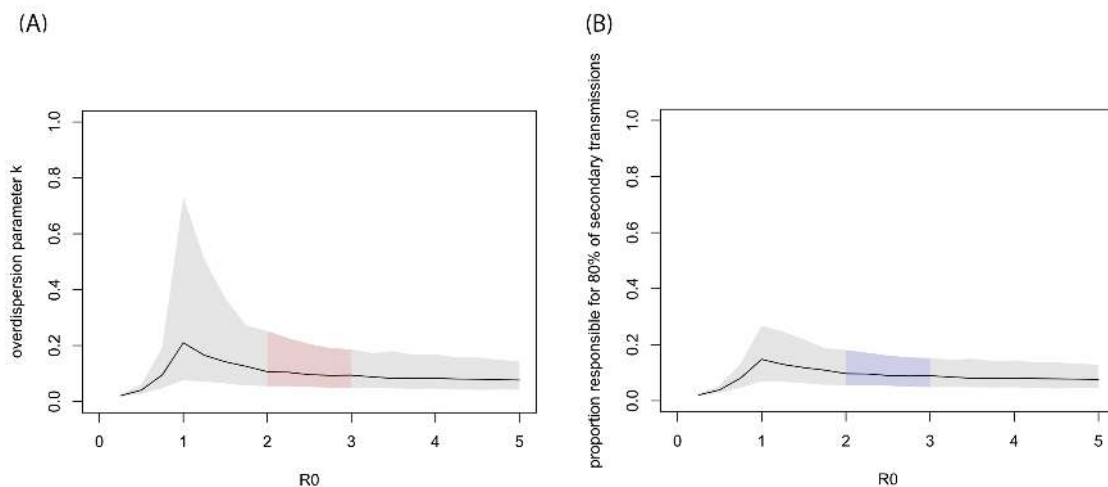 (A)
overdispersion parameter k
1.0
0.8
0.6
0.4
0.2
0.0
0 1 2 3 4 5
R0
(B)
proportion responsible for 80% of secondary transmissions
1.0
0.8
0.6
0.4
0.2
0.0
0 1 2 3 4 5
R0